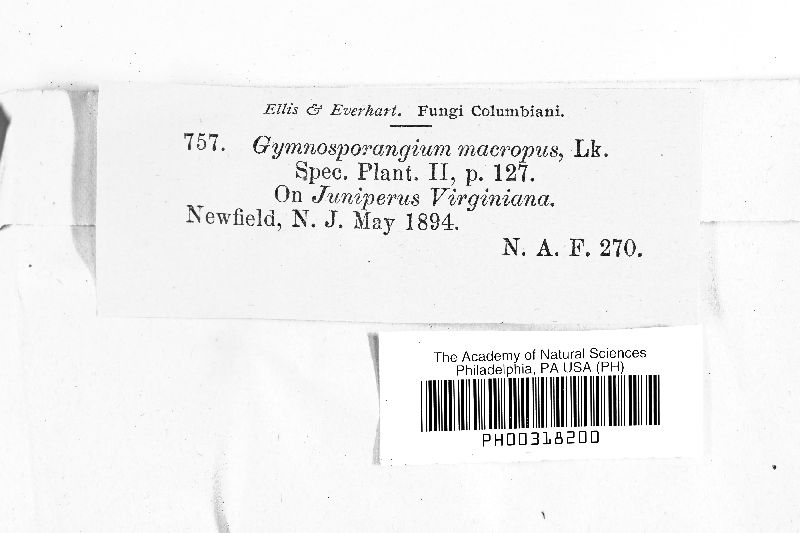 Ellis & Everhart. Fungi Columbiani.
757. Gymnosporangium macropus, Lk.
Spec. Plant. II, p. 127.
On Juniperus Virginiana.
Newfield, N. J. May 1894.
N. A. F. 270.
The Academy of Natural Sciences
Philadelphia, PA USA (PH)
PH00318200